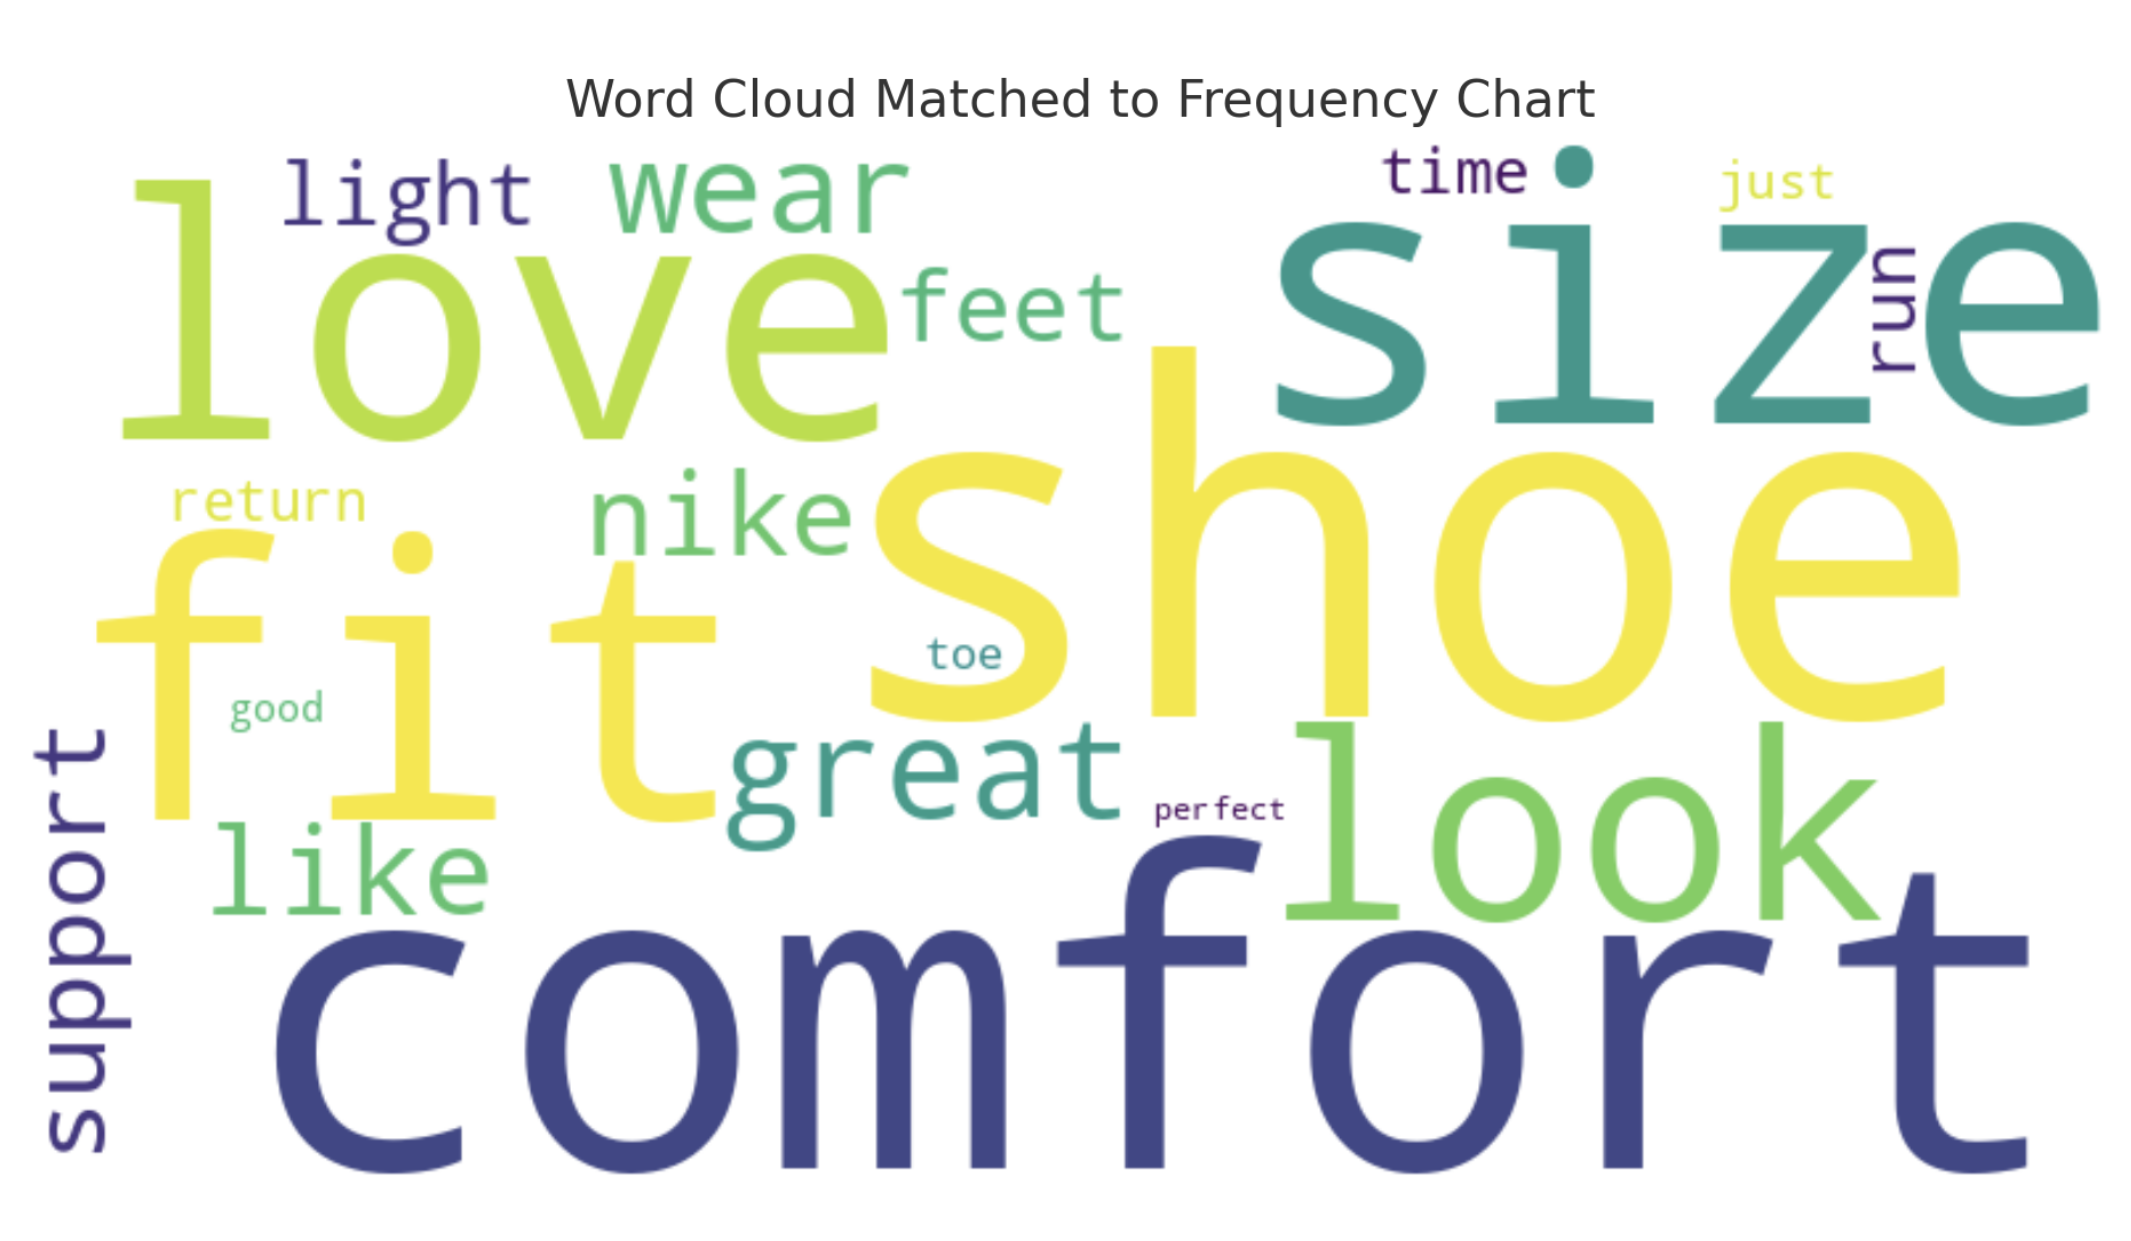 Word Cloud Matched to Frequency Chart
light
wear
time
just
love
feet
size
run
return
nike
shoe
fit
toe
good
support
great
perfect
look
like
comfort